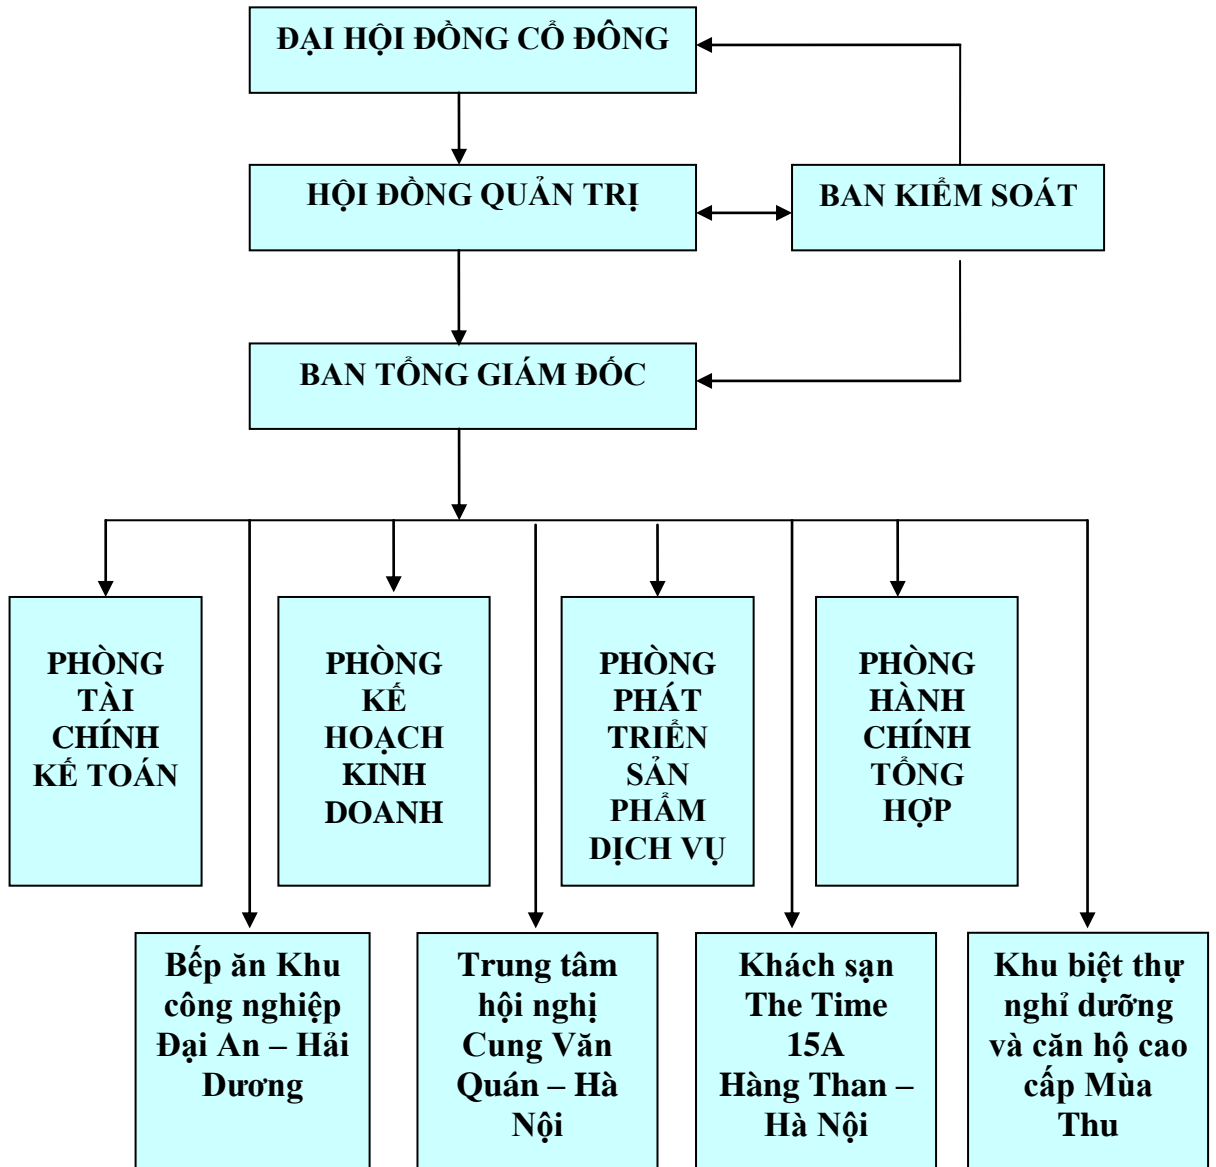 ĐẠI HỘI ĐỒNG CỔ ĐÔNG
HỘI ĐỒNG QUẢN TRỊ
BAN KIỂM SOÁT
BAN TỔNG GIÁM ĐỐC
PHÒNG
TÀI
CHÍNH
KẾ TOÁN
PHÒNG
KẾ
HOẠCH
KINH
DOANH
PHÒNG
PHÁT
TRIỂN
SẢN
PHẨM
DỊCH VỤ
PHÒNG
HÀNH
CHÍNH
TỔNG
HỢP
Bếp ăn Khu
công nghiệp
Đại An – Hải
Dương
Trung tâm
hội nghị
Cung Văn
Quán – Hà
Nội
Khách sạn
The Time
15A
Hàng Than –
Hà Nội
Khu biệt thự
nghỉ dưỡng
và căn hộ cao
cấp Mùa
Thu